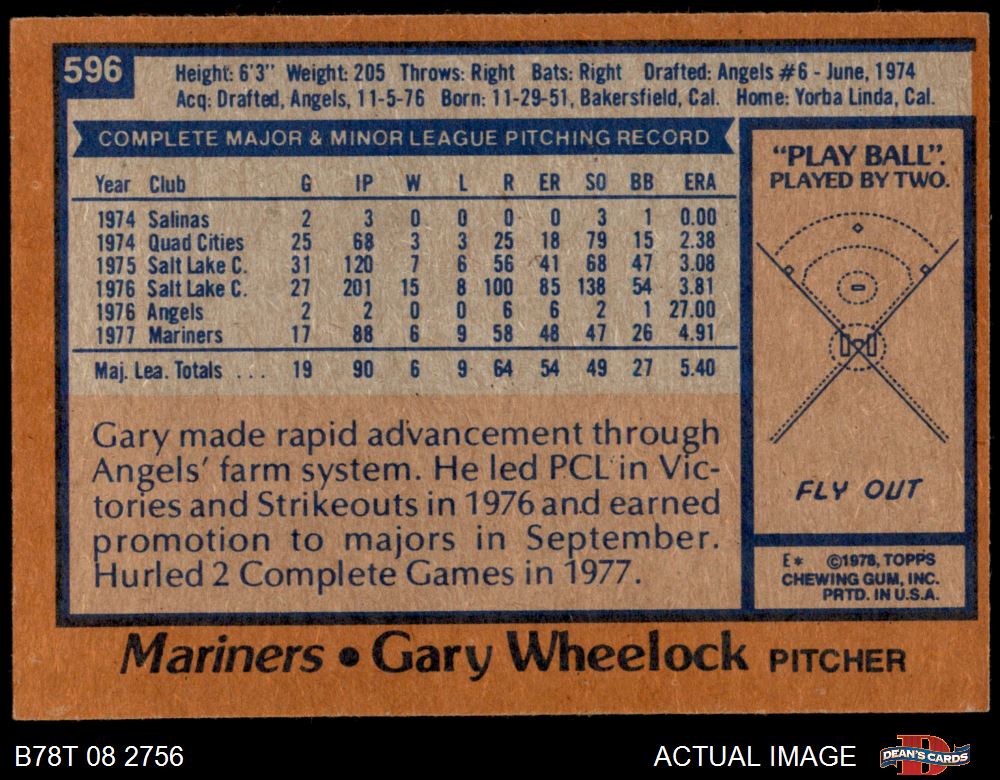 596
Height: 6'3" Weight: 205 Throws: Right Bats: Right Drafted: Angels #6 - June, 1974
Acq: Drafted, Angels, 11-5-76 Born: 11-29-51, Bakersfield, Cal. Home: Yorba Linda, Cal.
COMPLETE MAJOR & MINOR LEAGUE PITCHING RECORD
Year Club G IP W L R ER SO BB ERA
1974 Salinas 2 3 0 0 0 0 3 1 0.00
1974 Quad Cities 25 68 3 3 25 18 79 15 2.38
1975 Salt Lake C. 31 120 7 6 56 41 68 47 3.08
1976 Salt Lake C. 27 201 15 8 100 85 138 54 3.81
1976 Angels 2 2 0 0 6 6 2 1 27.00
1977 Mariners 17 88 6 9 58 48 47 26 4.91
Maj. Lea. Totals ... 19 90 6 9 64 54 49 27 5.40
Gary made rapid advancement through
Angels' farm system. He led PCL in Vic-
tories and Strikeouts in 1976 and earned
promotion to majors in September.
Hurled 2 Complete Games in 1977.
"PLAY BALL".
PLAYED BY TWO.
FLY OUT
E* ©1978, TOPPS
CHEWING GUM, INC.
PRTD. IN U.S.A.
Mariners • Gary Wheelock PITCHER
B78T 08 2756
ACTUAL IMAGE
DEAN'S CARDS